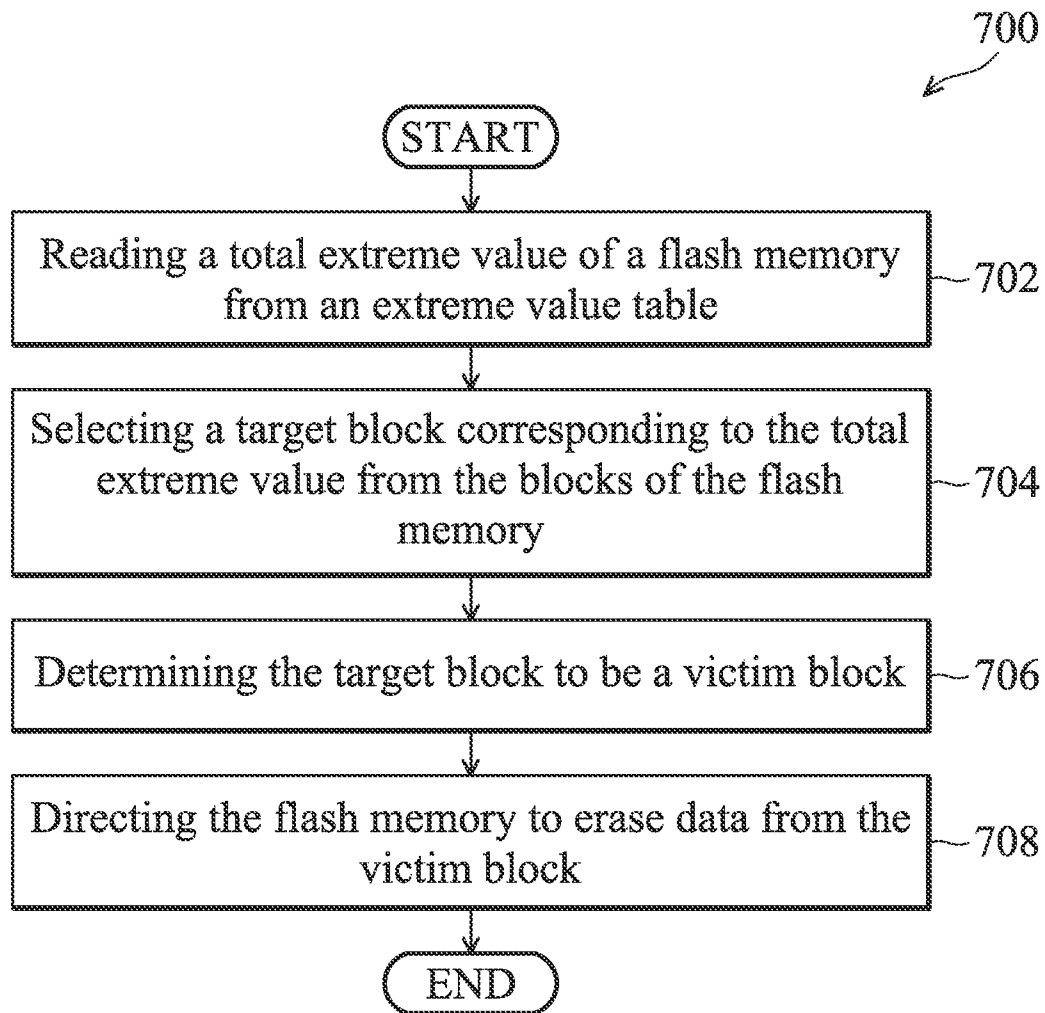 700
START
Reading a total extreme value of a flash memory
from an extreme value table
702
Selecting a target block corresponding to the total
extreme value from the blocks of the flash
memory
704
Determining the target block to be a victim block
706
Directing the flash memory to erase data from the
victim block
708
END